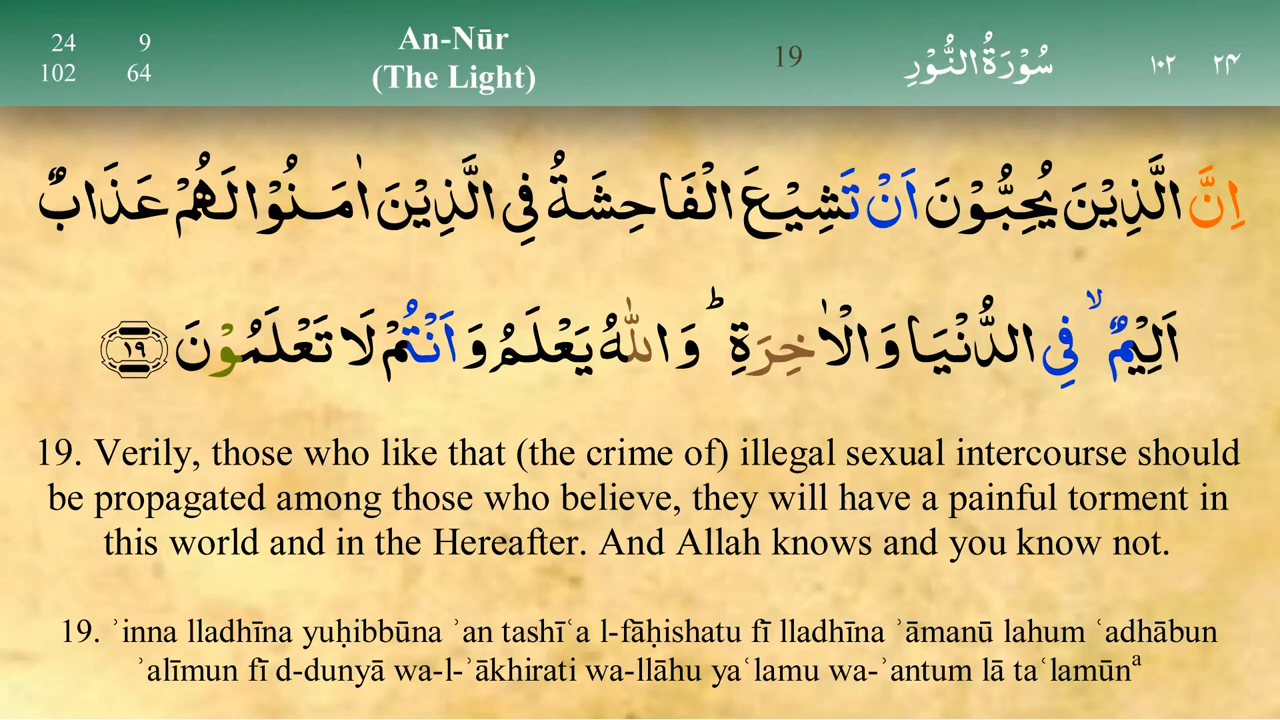 24 9
102 64
An-Nūr
(The Light)
19
سُوْرَةُ النُّوْرِ
۱۰۲ ۲۴
اِنَّ الَّذِيْنَ يُحِبُّوْنَ اَنْ تَشِيْعَ الْفَاحِشَةُ فِي الَّذِيْنَ اٰمَنُوْا لَهُمْ عَذَابٌ
اَلِيْمٌ ۙ فِي الدُّنْيَا وَالْاٰخِرَةِ ؕ وَاللّٰهُ يَعْلَمُ وَاَنْتُمْ لَا تَعْلَمُوْنَ ۱۹
19. Verily, those who like that (the crime of) illegal sexual intercourse should
be propagated among those who believe, they will have a painful torment in
this world and in the Hereafter. And Allah knows and you know not.
19. ʾinna lladhīna yuḥibbūna ʾan tashīʿa l-fāḥishatu fī lladhīna ʾāmanū lahum ʿadhābun
ʾalīmun fī d-dunyā wa-l-ʾākhirati wa-llāhu yaʿlamu wa-ʾantum lā taʿlamūnᵃ